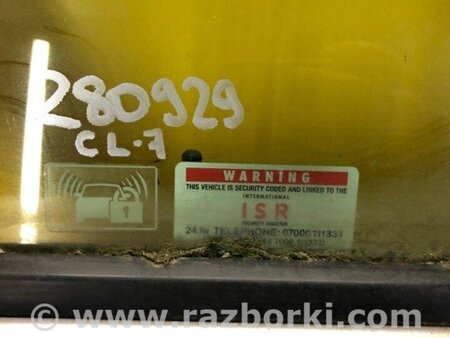 280929
CL-7
WARNING
THIS VEHICLE IS SECURITY CODED AND LINKED TO THE
INTERNATIONAL
ISR
SECURITY REGISTER
24 hr TELEPHONE: 07000 111333
www.razborki.com